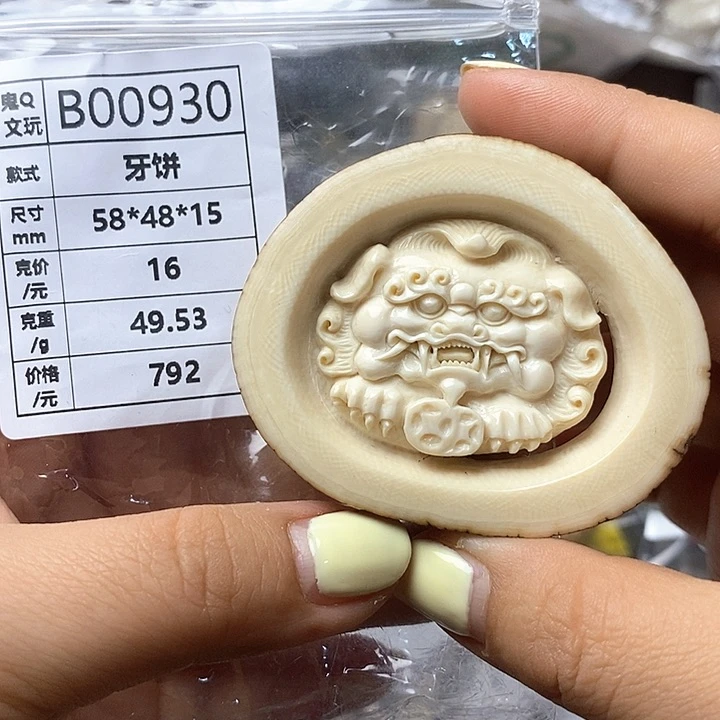 鬼Q
文玩
B00930
款式
牙饼
尺寸
mm
58*48*15
克价
/元
16
克重
/g
49.53
价格
/元
792